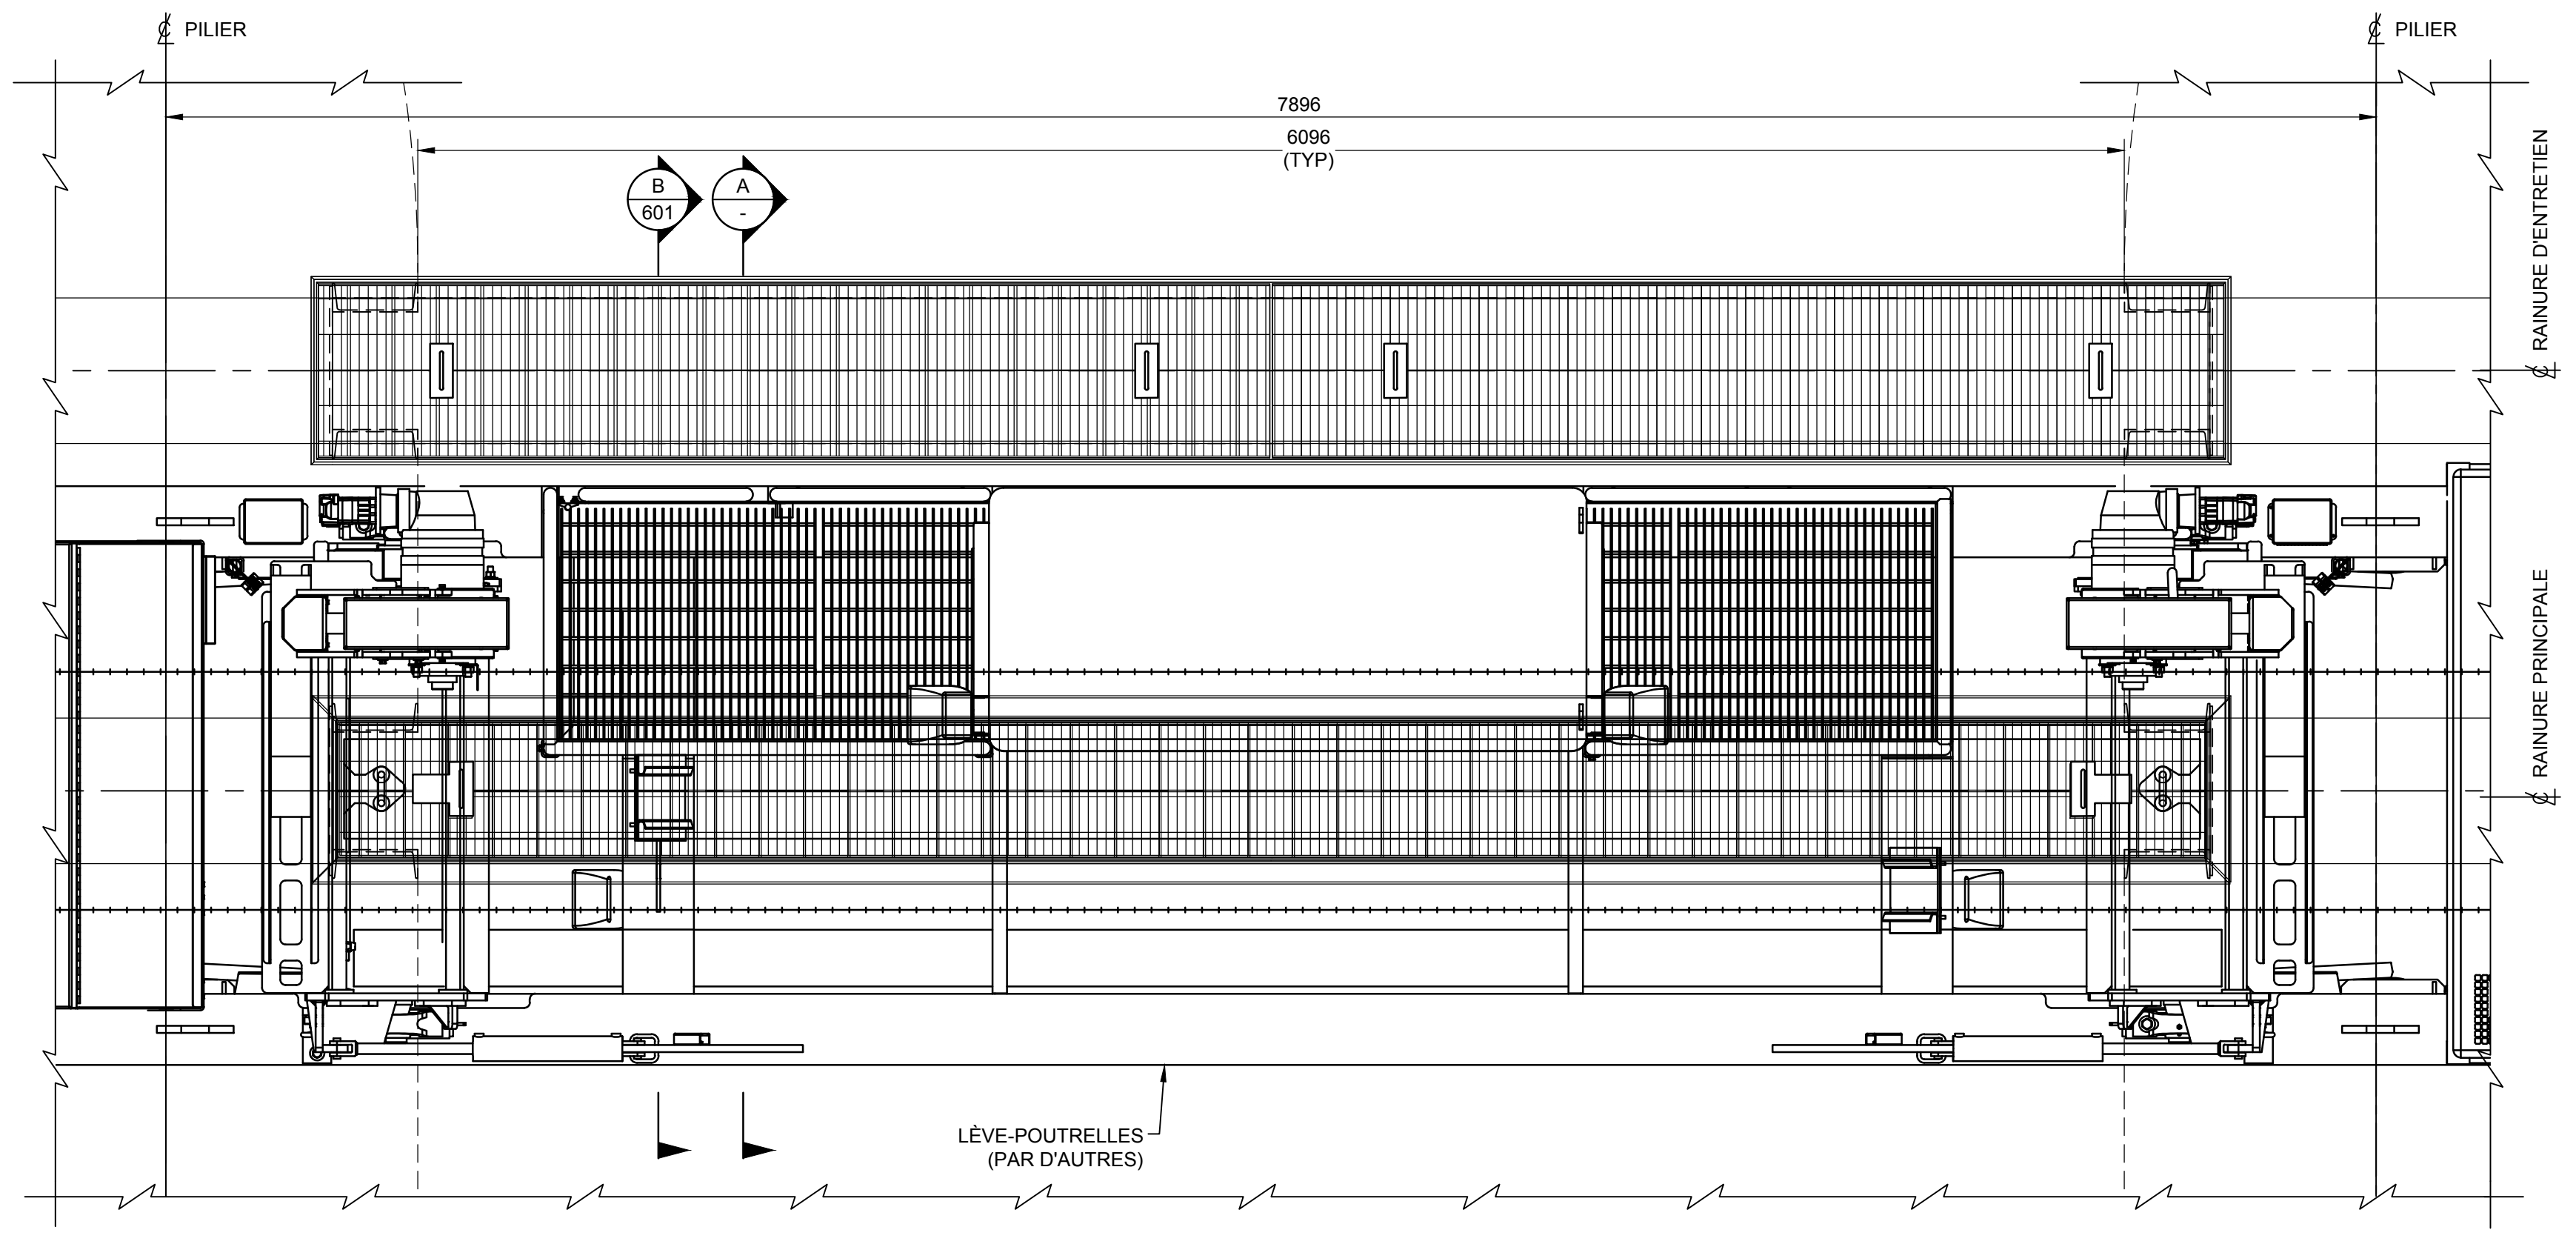 ℄ PILIER
℄ PILIER
7896
6096
(TYP)
B
601
A
-
℄ RAINURE D'ENTRETIEN
℄ RAINURE PRINCIPALE
LÈVE-POUTRELLES
(PAR D'AUTRES)